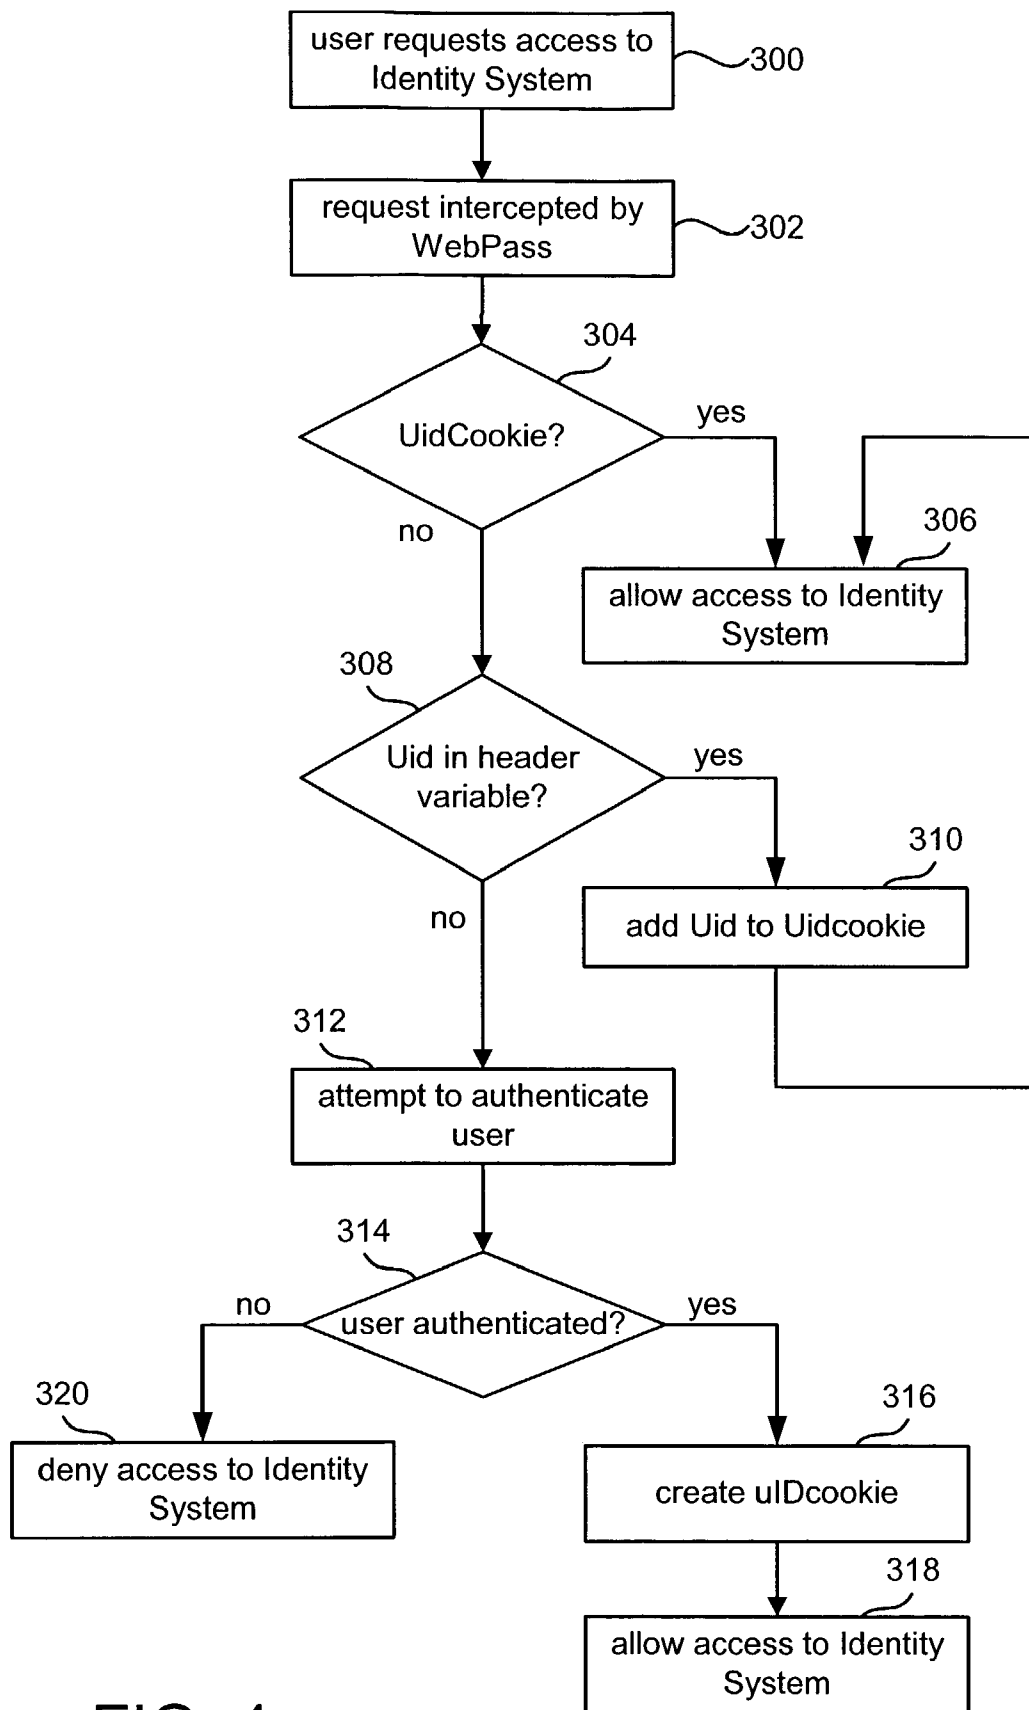 user requests access to
Identity System
300
request intercepted by
WebPass
302
304
UidCookie?
yes
no
306
allow access to Identity
System
308
Uid in header
variable?
yes
no
310
add Uid to Uidcookie
312
attempt to authenticate
user
314
user authenticated?
no
yes
320
deny access to Identity
System
316
create uIDcookie
318
allow access to Identity
System